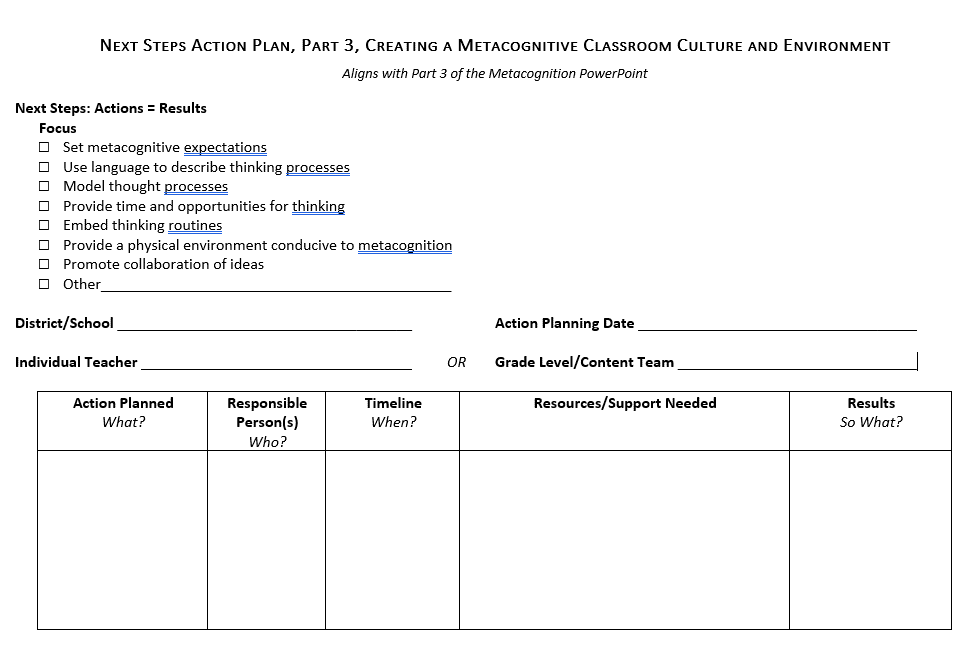 Next Steps Action Plan, Part 3, Creating a Metacognitive Classroom Culture and Environment
Aligns with Part 3 of the Metacognition PowerPoint
Next Steps: Actions = Results
Focus
☐ Set metacognitive expectations
☐ Use language to describe thinking processes
☐ Model thought processes
☐ Provide time and opportunities for thinking
☐ Embed thinking routines
☐ Provide a physical environment conducive to metacognition
☐ Promote collaboration of ideas
☐ Other
District/School Action Planning Date
Individual Teacher OR Grade Level/Content Team
Action Planned
What?
Responsible
Person(s)
Who?
Timeline
When?
Resources/Support Needed
Results
So What?